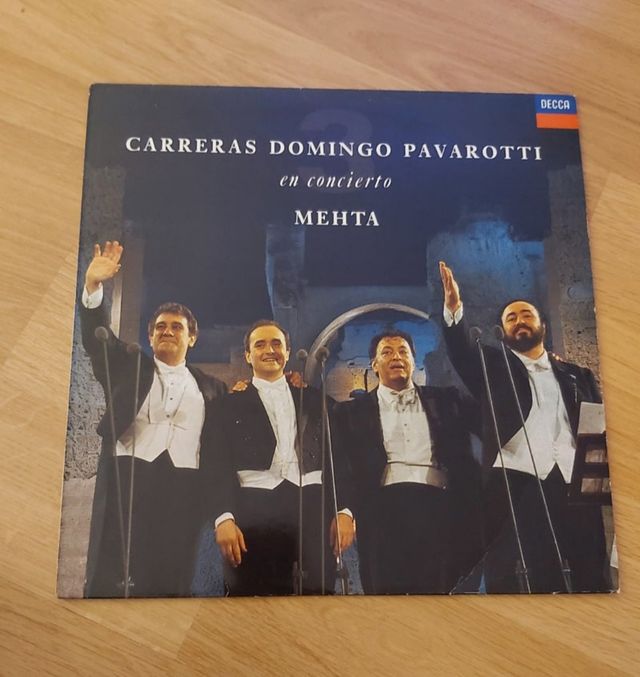 DECCA
CARRERAS DOMINGO PAVAROTTI
en concierto
MEHTA